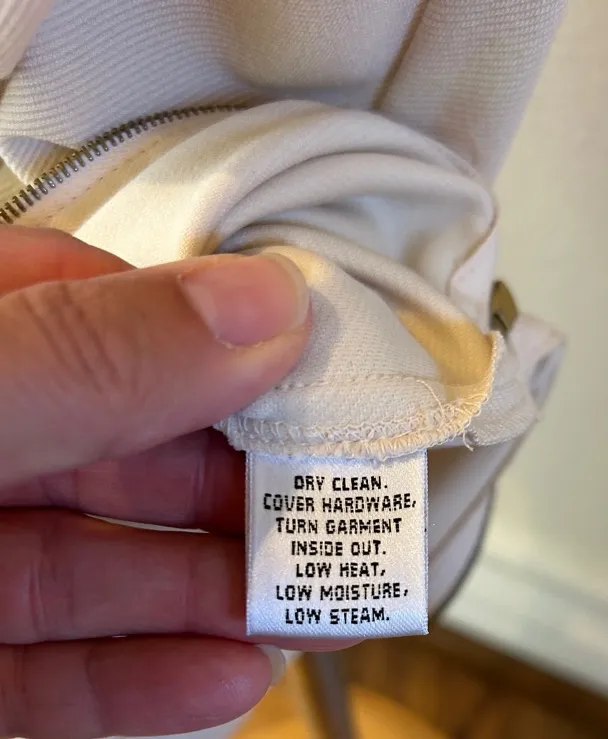 DRY CLEAN.
COVER HARDWARE,
TURN GARMENT
INSIDE OUT.
LOW HEAT,
LOW MOISTURE,
LOW STEAM.